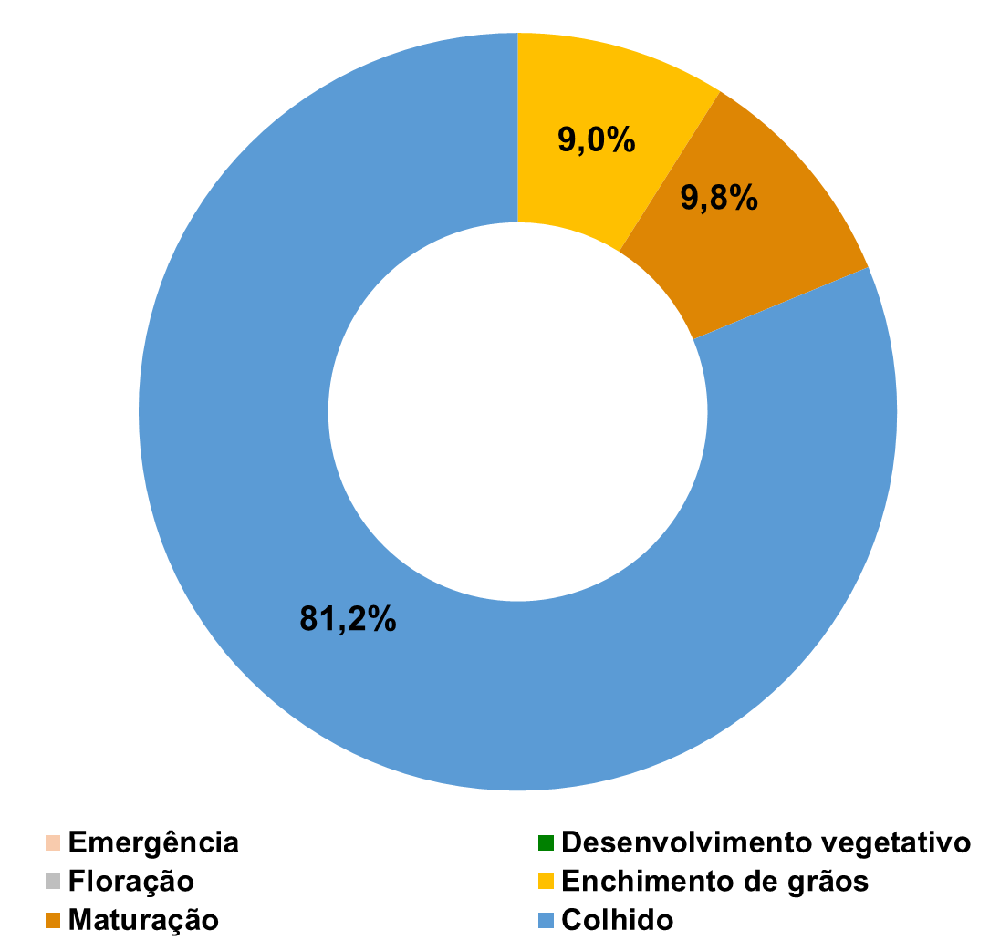 9,0%
9,8%
81,2%
Emergência
Desenvolvimento vegetativo
Floração
Enchimento de grãos
Maturação
Colhido